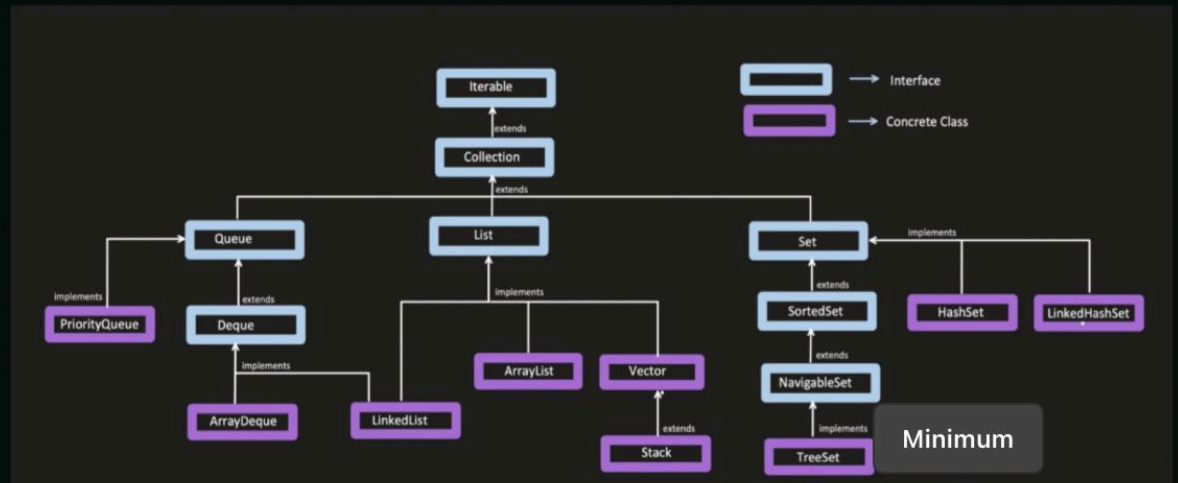 Iterable
Interface
extends
Concrete Class
Collection
extends
Queue
List
Set
implements
implements
extends
implements
extends
PriorityQueue
Deque
SortedSet
HashSet
LinkedHashSet
implements
extends
ArrayList
Vector
NavigableSet
ArrayDeque
LinkedList
extends
implements
Minimum
Stack
TreeSet